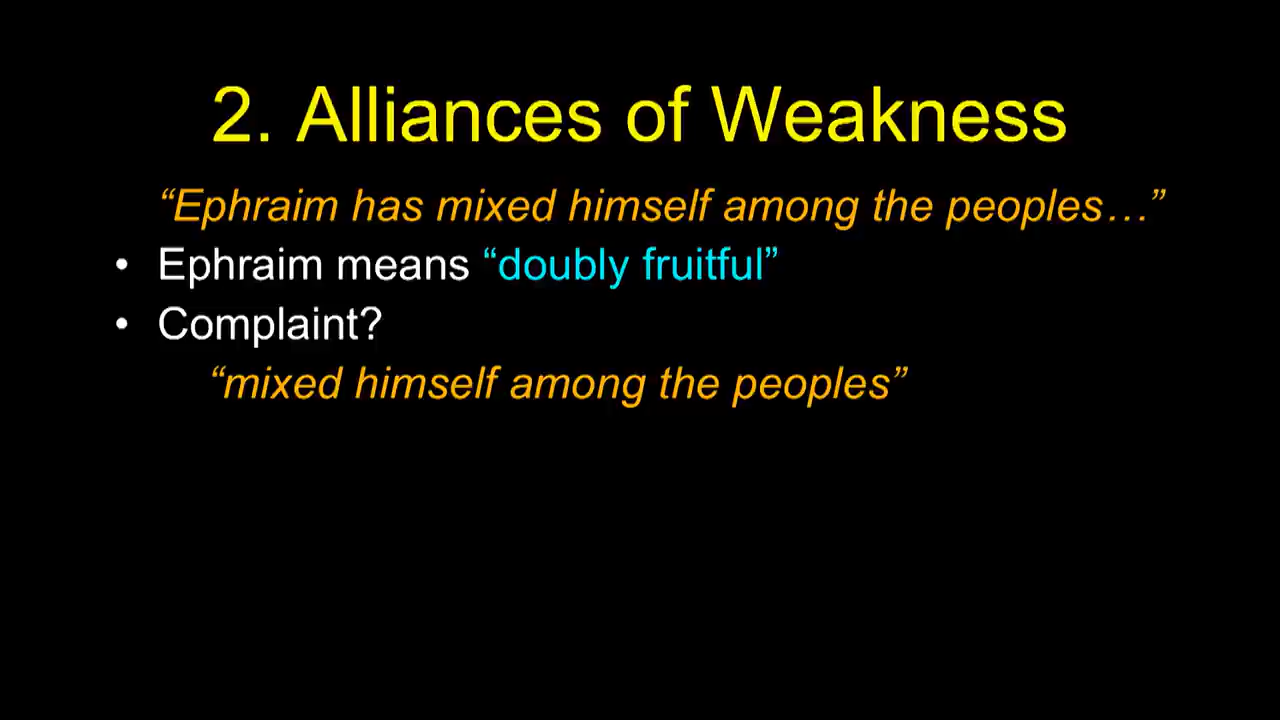 2. Alliances of Weakness
“Ephraim has mixed himself among the peoples…”
• Ephraim means “doubly fruitful”
• Complaint?
“mixed himself among the peoples”